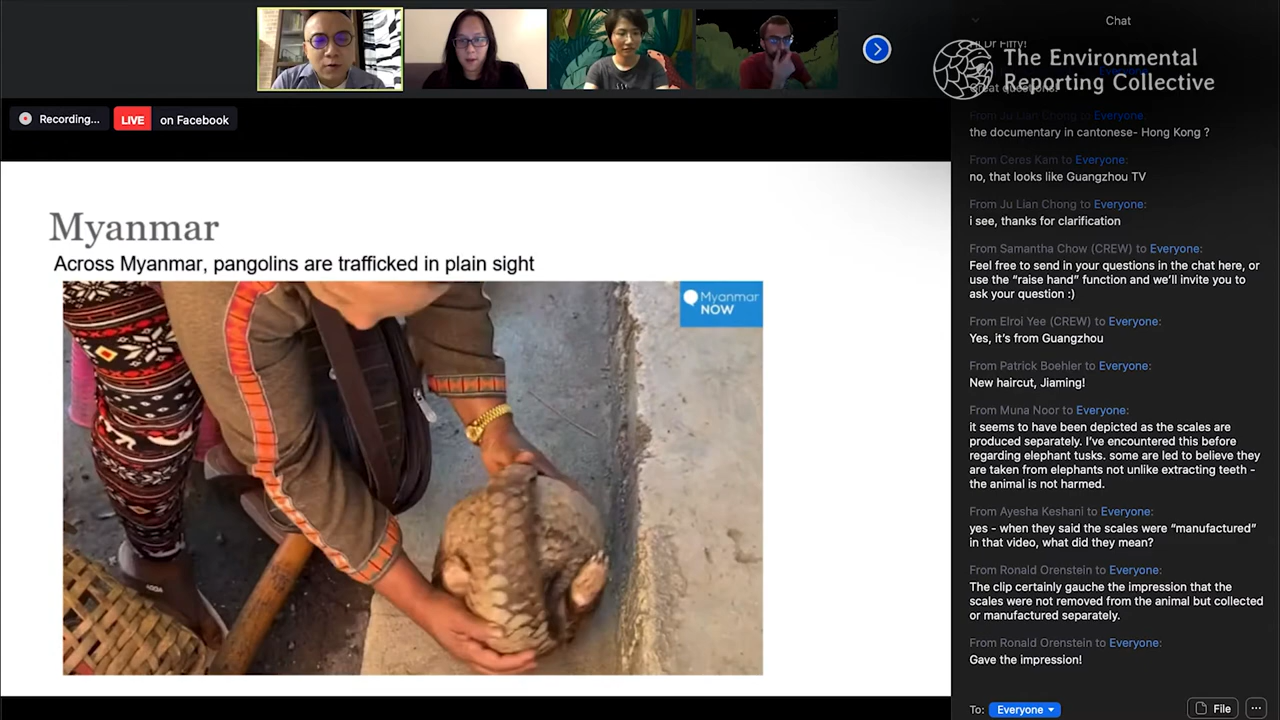 Chat
Dr Fitry!
The Environmental
Reporting Collective
Great questions!
Recording...
LIVE
on Facebook
From Ju Lian Chong to Everyone:
the documentary in cantonese- Hong Kong ?
From Ceres Kam to Everyone:
no, that looks like Guangzhou TV
From Ju Lian Chong to Everyone:
i see, thanks for clarification
From Samantha Chow (CREW) to Everyone:
Feel free to send in your questions in the chat here, or
use the “raise hand” function and we’ll invite you to
ask your question :)
From Elroi Yee (CREW) to Everyone:
Yes, it’s from Guangzhou
From Patrick Boehler to Everyone:
New haircut, Jiaming!
From Muna Noor to Everyone:
it seems to have been depicted as the scales are
produced separately. I’ve encountered this before
regarding elephant tusks. some are led to believe they
are taken from elephants not unlike extracting teeth -
the animal is not harmed.
From Ayesha Keshani to Everyone:
yes - when they said the scales were “manufactured”
in that video, what did they mean?
From Ronald Orenstein to Everyone:
The clip certainly gauche the impression that the
scales were not removed from the animal but collected
or manufactured separately.
From Ronald Orenstein to Everyone:
Gave the impression!
To: Everyone
File
Myanmar
Across Myanmar, pangolins are trafficked in plain sight
Myanmar
NOW